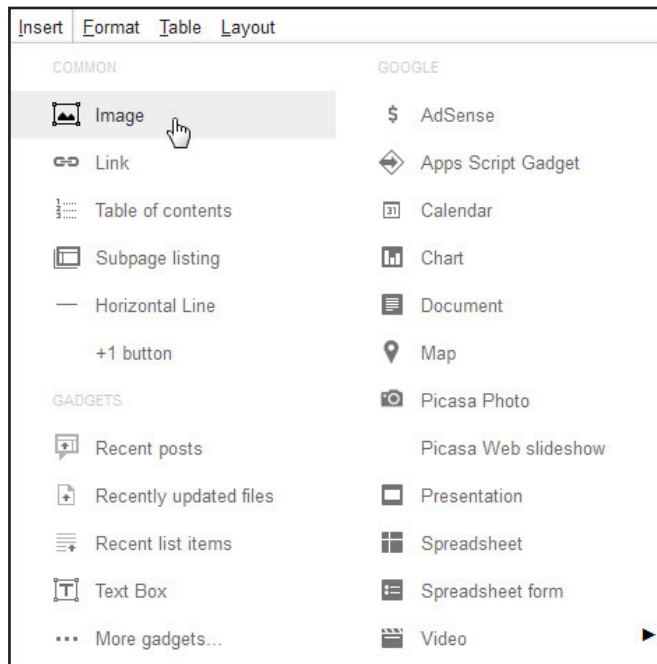 Insert Format Table Layout
COMMON
Image
Link
Table of contents
Subpage listing
Horizontal Line
+1 button
GADGETS
Recent posts
Recently updated files
Recent list items
Text Box
More gadgets...
GOOGLE
AdSense
Apps Script Gadget
Calendar
Chart
Document
Map
Picasa Photo
Picasa Web slideshow
Presentation
Spreadsheet
Spreadsheet form
Video